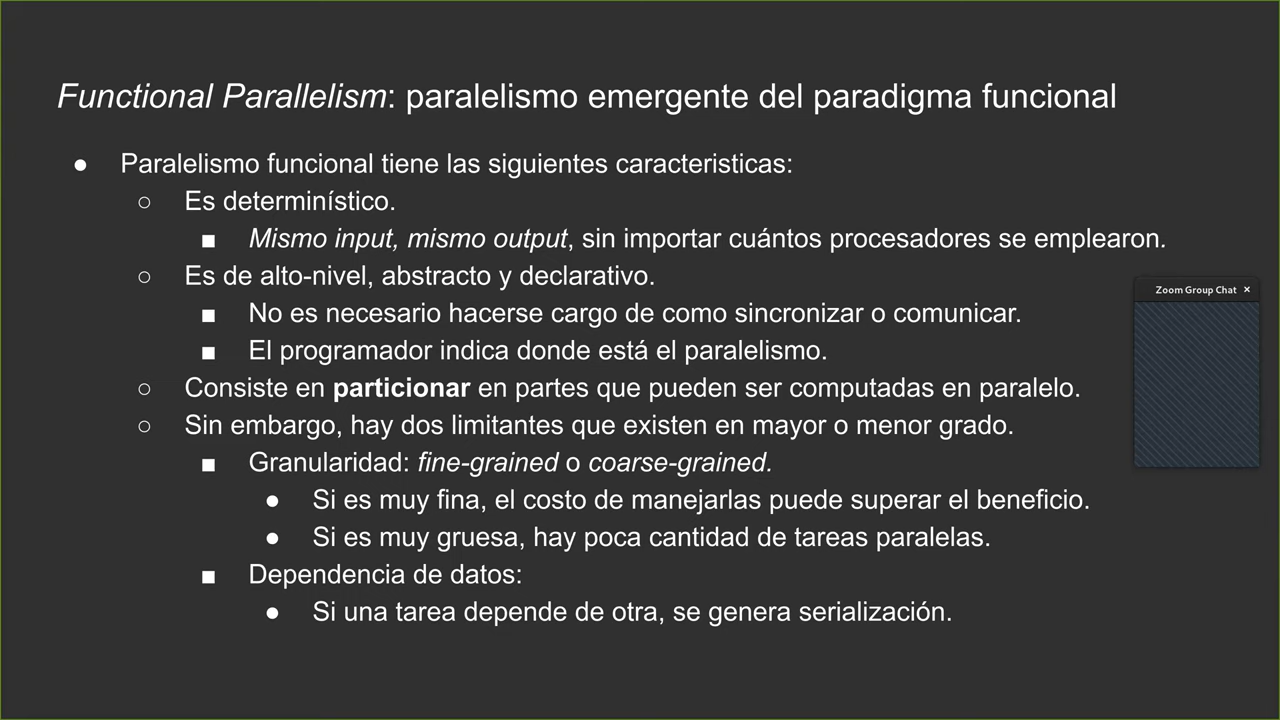 Functional Parallelism: paralelismo emergente del paradigma funcional
● Paralelismo funcional tiene las siguientes caracteristicas:
○ Es determinístico.
■ Mismo input, mismo output, sin importar cuántos procesadores se emplearon.
○ Es de alto-nivel, abstracto y declarativo.
■ No es necesario hacerse cargo de como sincronizar o comunicar.
■ El programador indica donde está el paralelismo.
○ Consiste en particionar en partes que pueden ser computadas en paralelo.
○ Sin embargo, hay dos limitantes que existen en mayor o menor grado.
■ Granularidad: fine-grained o coarse-grained.
● Si es muy fina, el costo de manejarlas puede superar el beneficio.
● Si es muy gruesa, hay poca cantidad de tareas paralelas.
■ Dependencia de datos:
● Si una tarea depende de otra, se genera serialización.
Zoom Group Chat ×